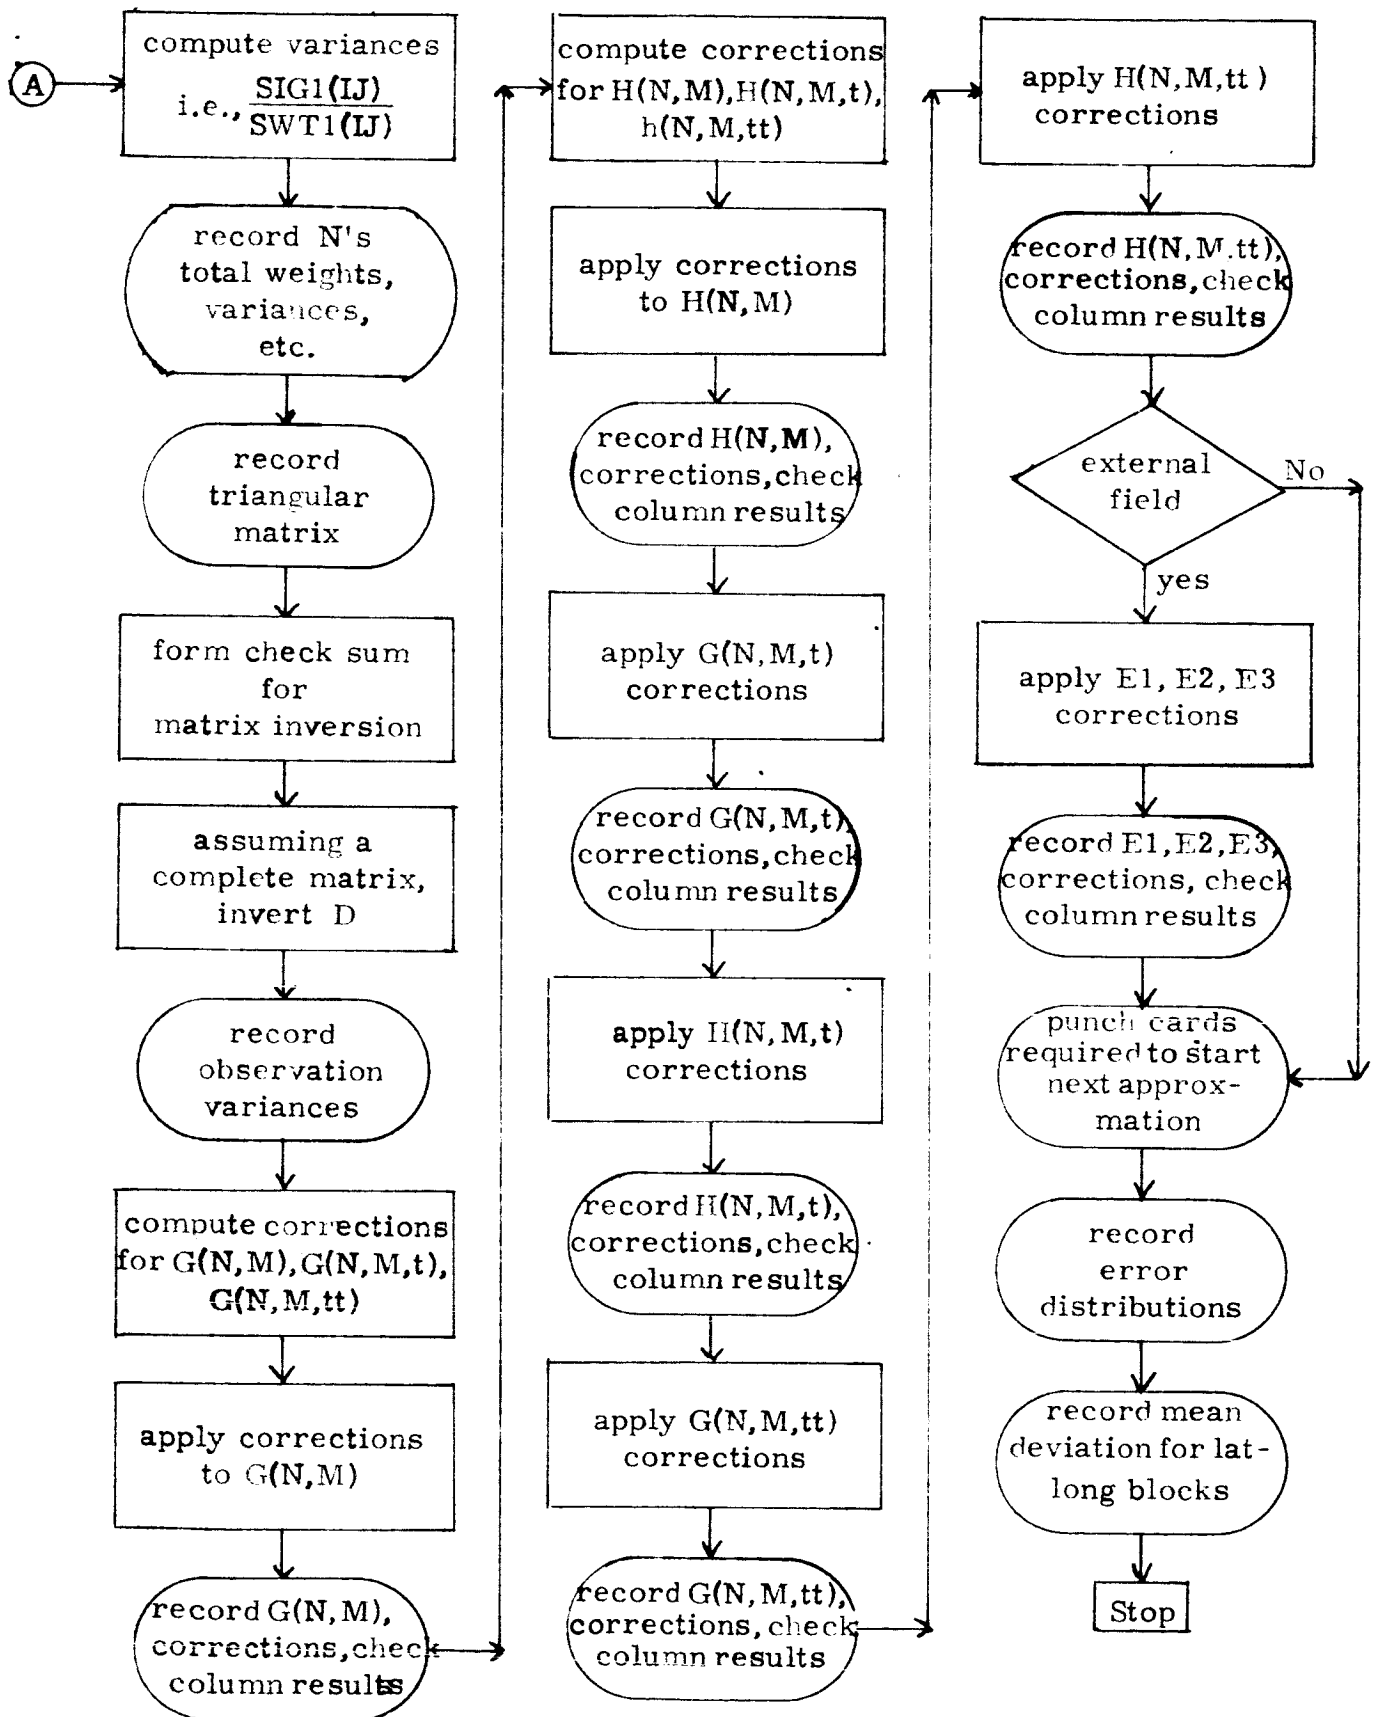 A
compute variances
i.e., SIG1(IJ)
SWT1(IJ)
record N's
total weights,
variances,
etc.
record
triangular
matrix
form check sum
for
matrix inversion
assuming a
complete matrix,
invert D
record
observation
variances
compute corrections
for G(N,M), G(N,M,t),
G(N,M,tt)
apply corrections
to G(N,M)
record G(N,M),
corrections, check
column results
compute corrections
for H(N,M), H(N,M,t),
h(N,M,tt)
apply corrections
to H(N,M)
record H(N,M),
corrections, check
column results
apply G(N,M,t)
corrections
record G(N,M,t),
corrections, check
column results
apply H(N,M,t)
corrections
record H(N,M,t),
corrections, check
column results
apply G(N,M,tt)
corrections
record G(N,M,tt),
corrections, check
column results
apply H(N,M,tt)
corrections
record H(N,M.tt),
corrections, check
column results
external
field
No
yes
apply E1, E2, E3
corrections
record E1, E2, E3,
corrections, check
column results
punch cards
required to start
next approx-
mation
record
error
distributions
record mean
deviation for lat-
long blocks
Stop